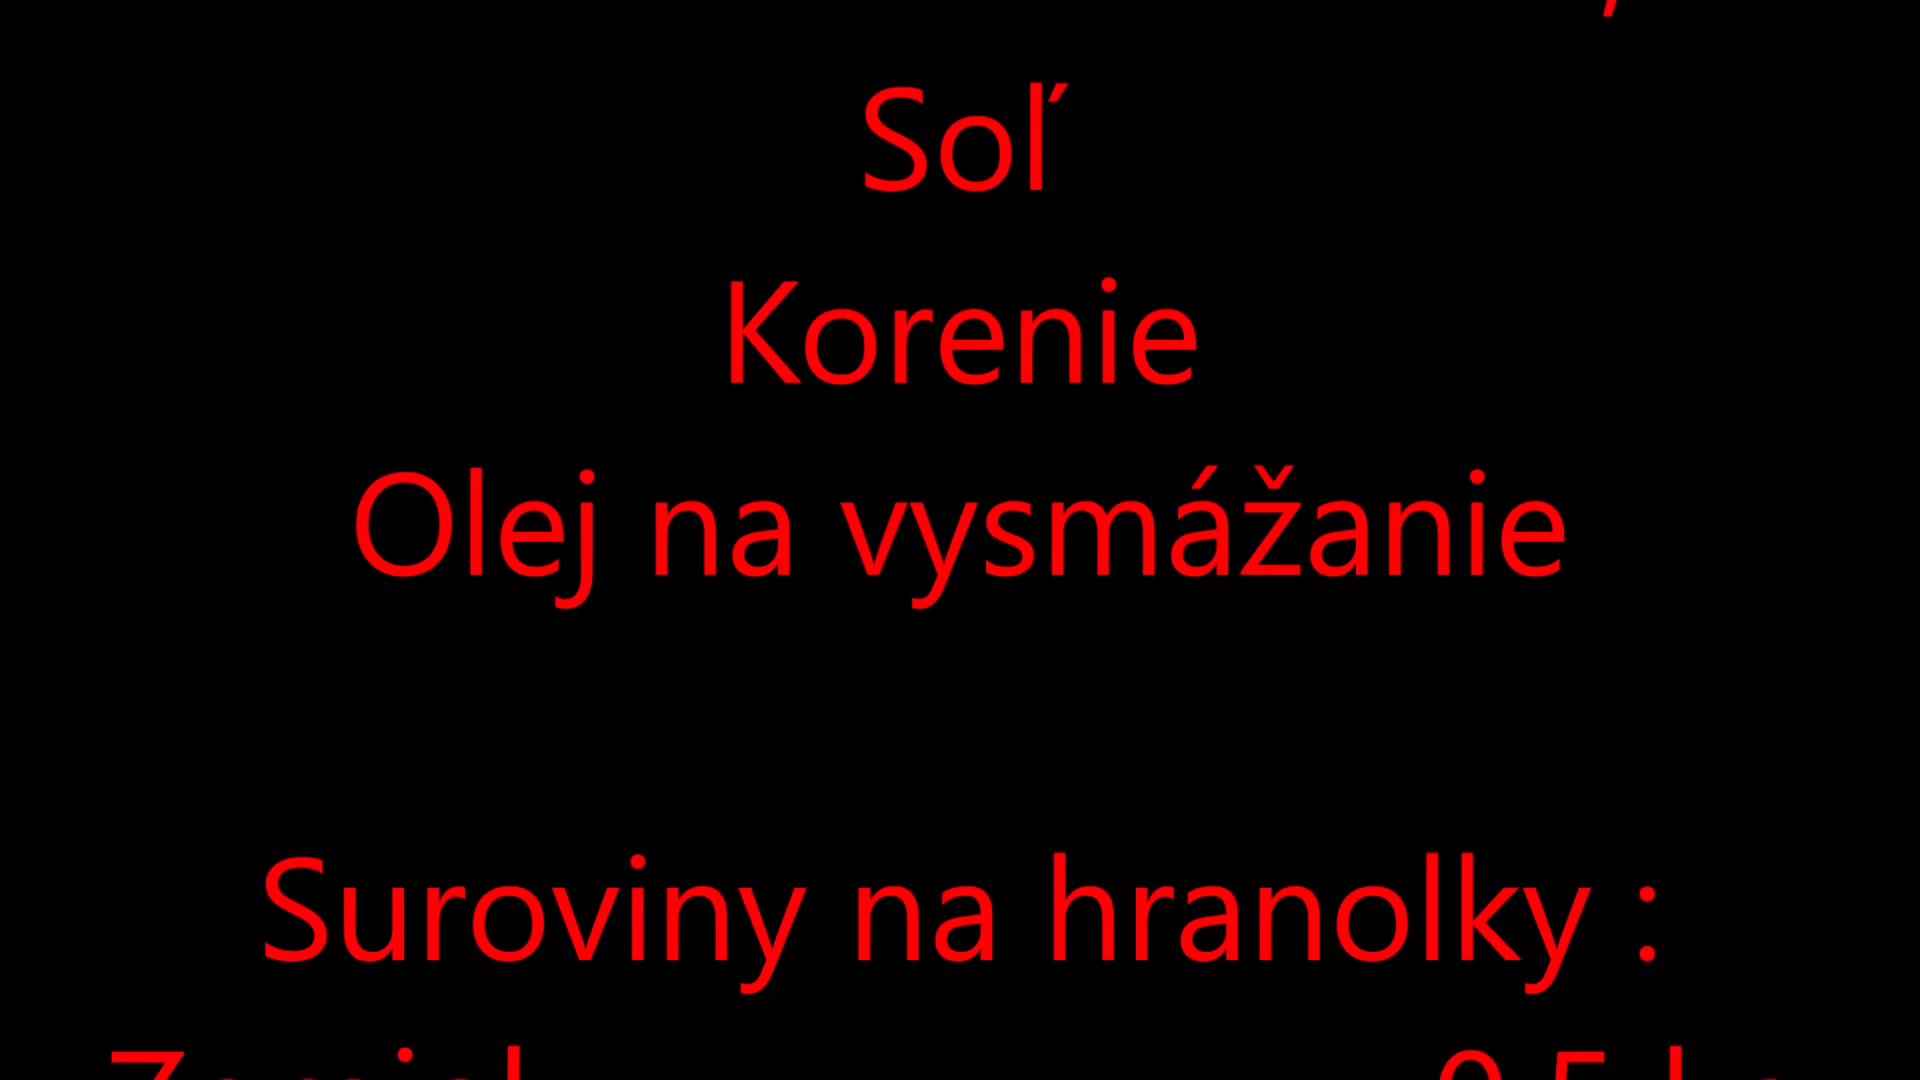 Soľ
Korenie
Olej na vysmážanie
Suroviny na hranolky :